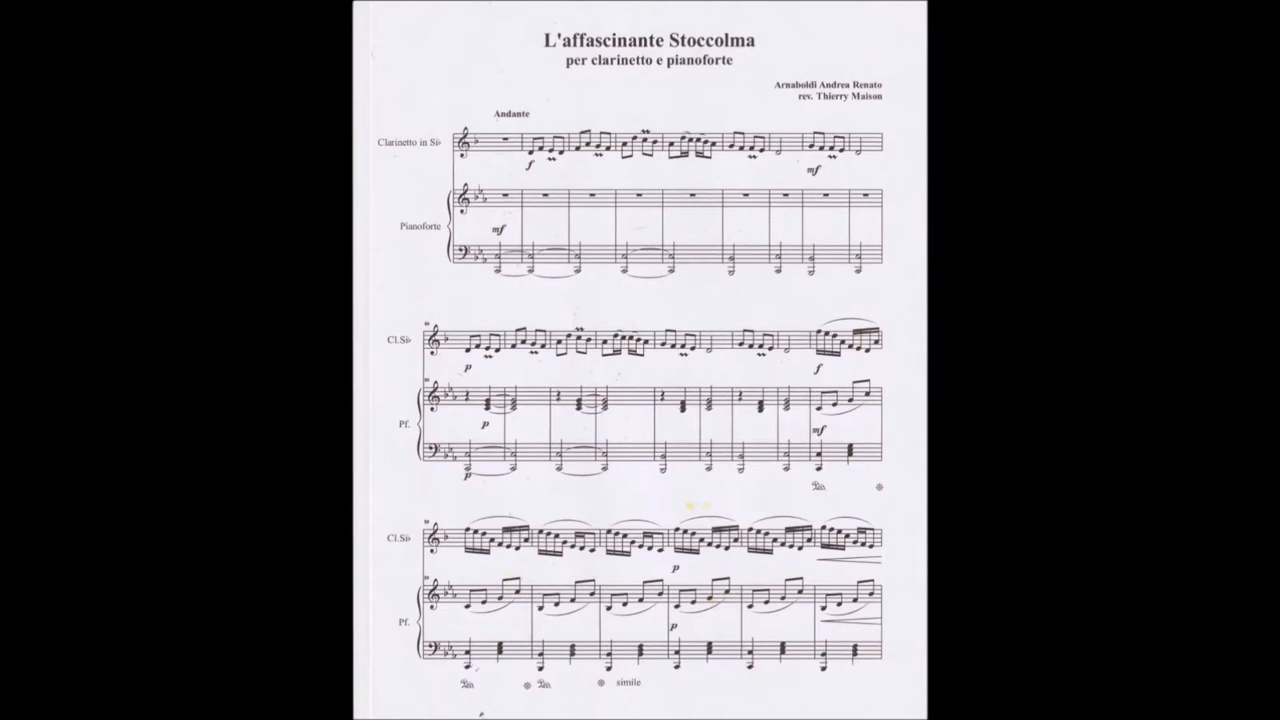 L'affascinante Stoccolma
per clarinetto e pianoforte
Arnaboldi Andrea Renato
rev. Thierry Maison
Andante
Clarinetto in Si♭
f
mf
Pianoforte
mf
Cl.Si♭
p
f
Pf.
p
mf
p
Cl.Si♭
p
Pf.
p
simile